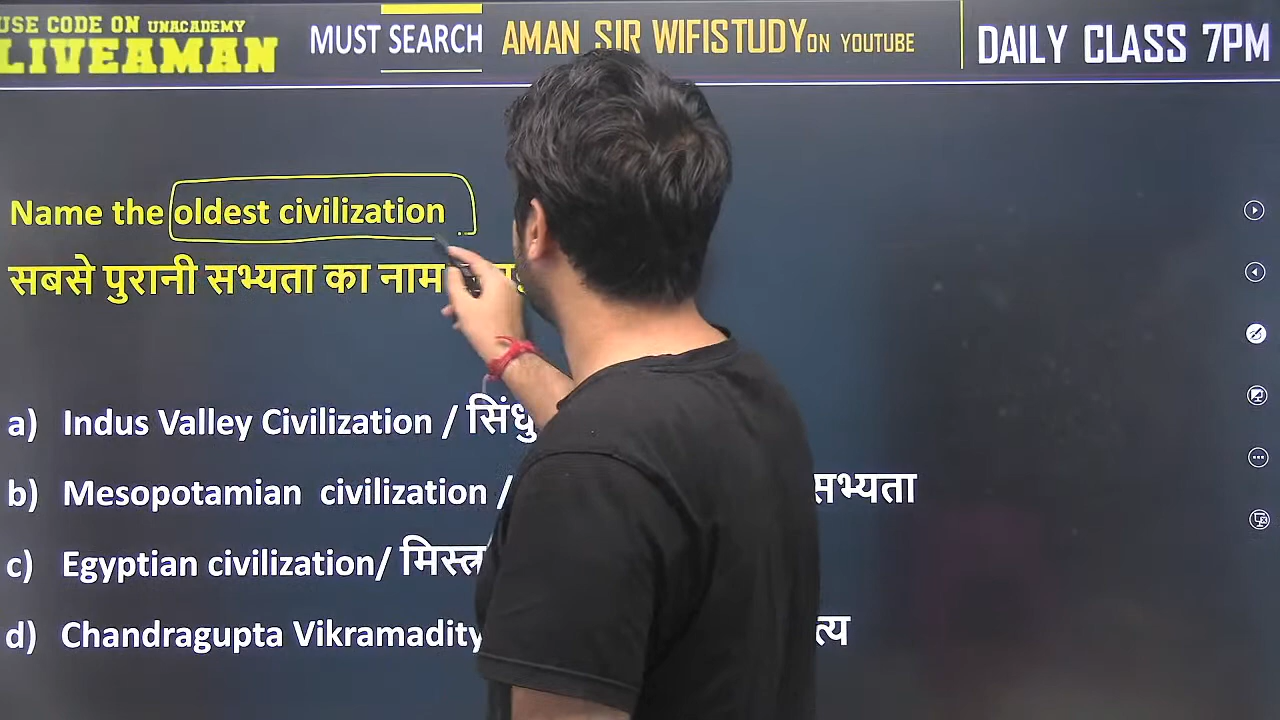 USE CODE ON UNACADEMY
LIVEAMAN
MUST SEARCH
AMAN SIR WIFISTUDY ON YOUTUBE
DAILY CLASS 7PM
Name the oldest civilization
सबसे पुरानी सभ्यता का नाम
a) Indus Valley Civilization / सिंधु
b) Mesopotamian civilization / सभ्यता
c) Egyptian civilization/
d) Chandragupta